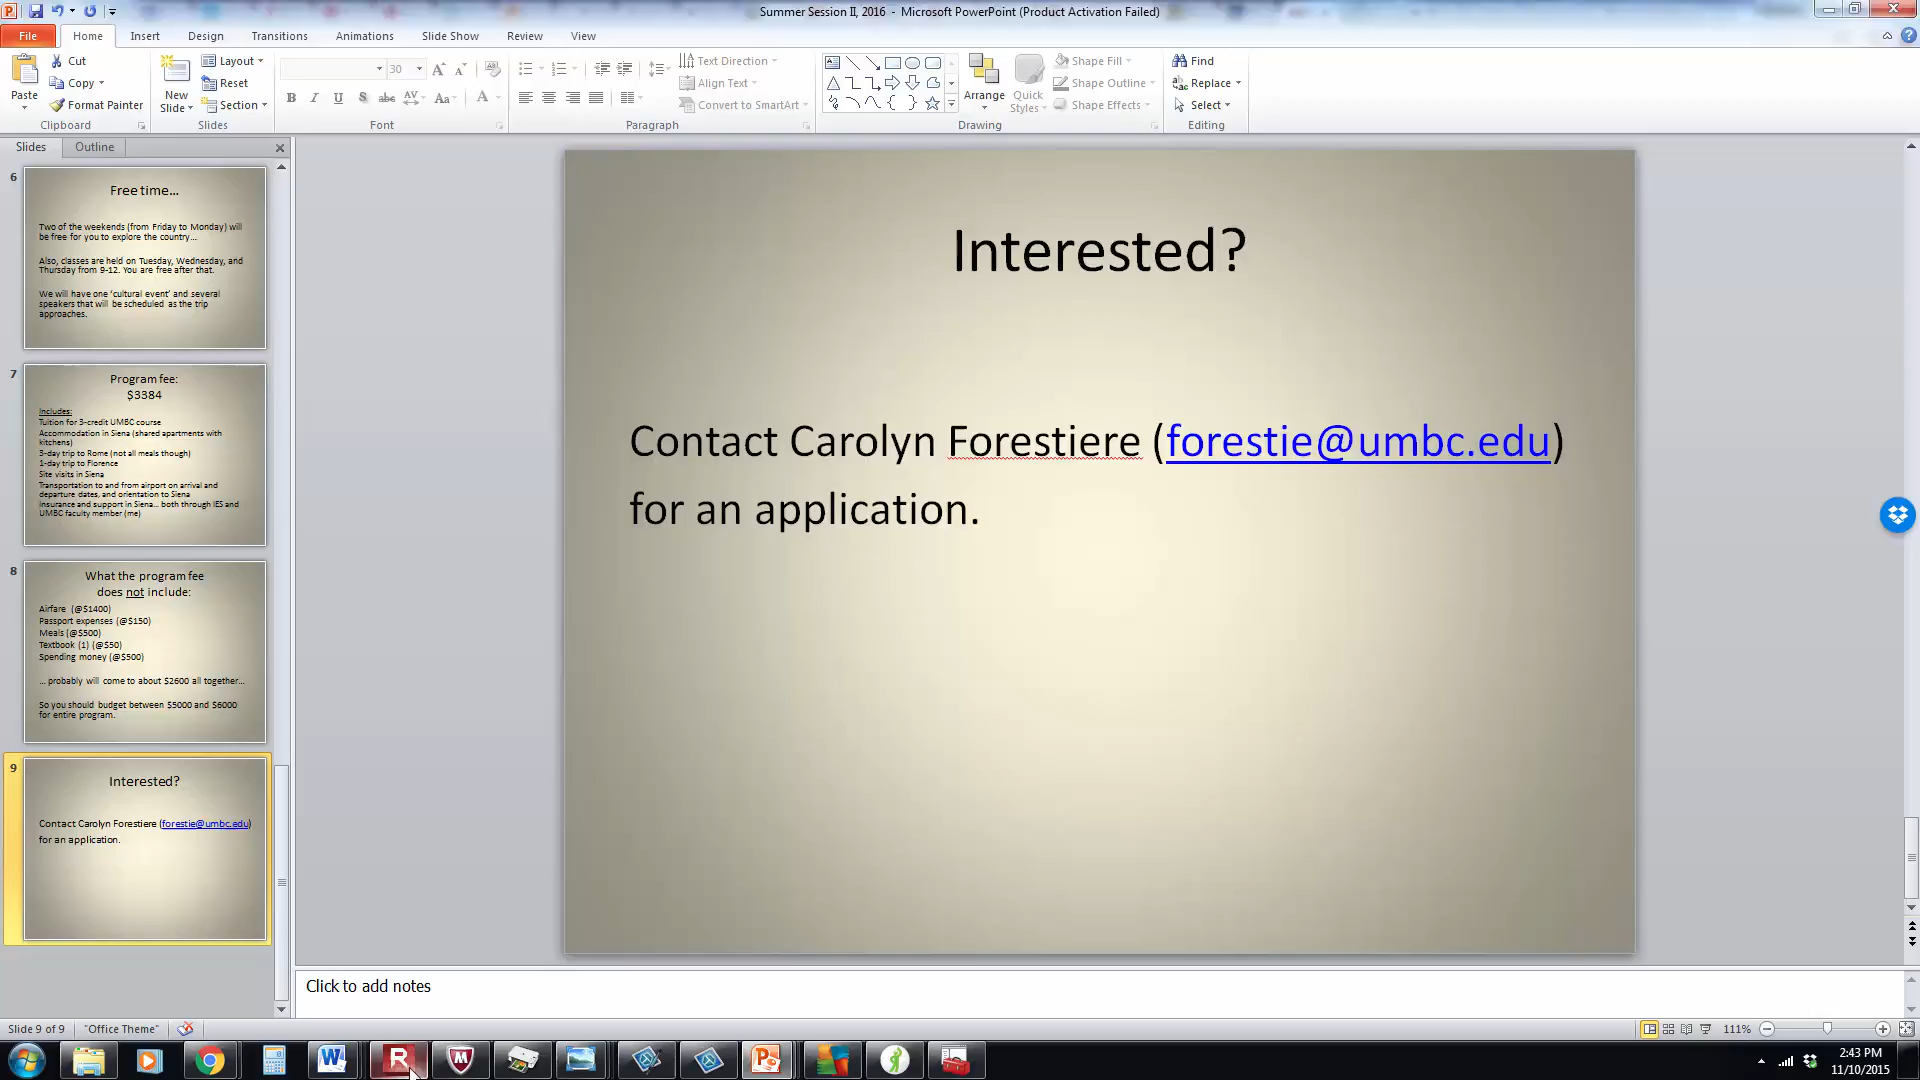 Summer Session II, 2016 - Microsoft PowerPoint (Product Activation Failed)
File Home Insert Design Transitions Animations Slide Show Review View
Paste
Cut
Copy
Format Painter
Clipboard
New
Slide
Layout
Reset
Section
Slides
30
B I U S abc AV Aa A
Font
Text Direction
Align Text
Convert to SmartArt
Paragraph
Arrange
Quick
Styles
Shape Fill
Shape Outline
Shape Effects
Drawing
Find
Replace
Select
Editing
Slides Outline
6
Free time...
Two of the weekends (from Friday to Monday) will
be free for you to explore the country...
Also, classes are held on Tuesday, Wednesday, and
Thursday from 9-12. You are free after that.
We will have one 'cultural event' and several
speakers that will be scheduled as the trip
approaches.
7
Program fee:
$3384
Includes:
Tuition for 3-credit UMBC course
Accommodation in Siena (shared apartments with
kitchens)
3-day trip to Rome (not all meals though)
1-day trip to Florence
Site visits in Siena
Transportation to and from airport on arrival and
departure dates, and orientation to Siena
Insurance and support in Siena... both through IES and
UMBC faculty member (me)
8
What the program fee
does not include:
Airfare (@$1400)
Passport expenses (@$150)
Meals (@$500)
Textbook (1) (@$50)
Spending money (@$500)
... probably will come to about $2600 all together...
So you should budget between $5000 and $6000
for entire program.
9
Interested?
Contact Carolyn Forestiere (forestie@umbc.edu)
for an application.
Interested?
Contact Carolyn Forestiere (forestie@umbc.edu)
for an application.
Click to add notes
Slide 9 of 9 "Office Theme" 111%
2:43 PM
11/10/2015